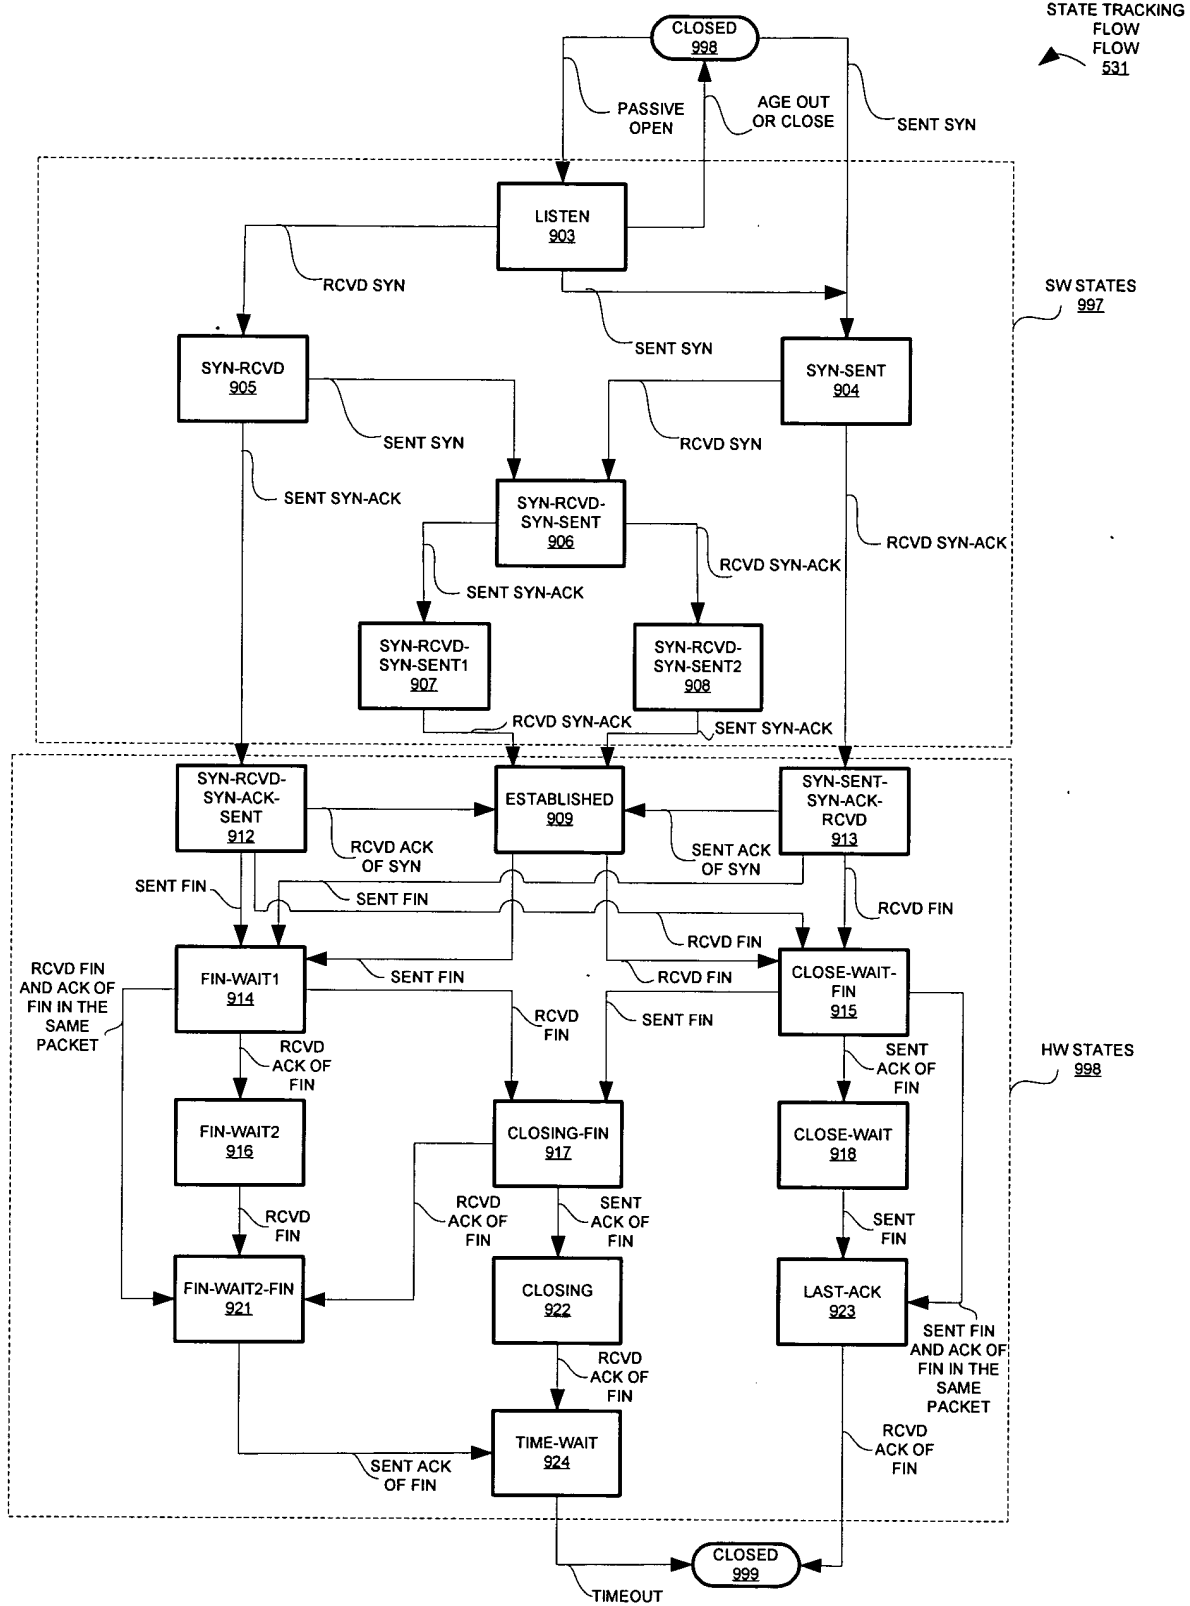 STATE TRACKING
FLOW
FLOW
531
CLOSED
998
PASSIVE
OPEN
AGE OUT
OR CLOSE
SENT SYN
LISTEN
903
RCVD SYN
SENT SYN
SW STATES
997
SYN-RCVD
905
SYN-SENT
904
SENT SYN
RCVD SYN
SENT SYN-ACK
SYN-RCVD-
SYN-SENT
906
RCVD SYN-ACK
RCVD SYN-ACK
SENT SYN-ACK
SYN-RCVD-
SYN-SENT1
907
SYN-RCVD-
SYN-SENT2
908
RCVD SYN-ACK
SENT SYN-ACK
SYN-RCVD-
SYN-ACK-
SENT
912
ESTABLISHED
909
SYN-SENT-
SYN-ACK-
RCVD
913
RCVD ACK
OF SYN
SENT ACK
OF SYN
SENT FIN
SENT FIN
RCVD FIN
RCVD FIN
SENT FIN
RCVD FIN
RCVD FIN
AND ACK OF
FIN IN THE
SAME
PACKET
FIN-WAIT1
914
CLOSE-WAIT-
FIN
915
RCVD
FIN
SENT FIN
RCVD
ACK OF
FIN
SENT
ACK OF
FIN
HW STATES
998
FIN-WAIT2
916
CLOSING-FIN
917
CLOSE-WAIT
918
RCVD
FIN
RCVD
ACK OF
FIN
SENT
ACK OF
FIN
SENT
FIN
FIN-WAIT2-FIN
921
CLOSING
922
LAST-ACK
923
SENT FIN
AND ACK OF
FIN IN THE
SAME
PACKET
RCVD
ACK OF
FIN
TIME-WAIT
924
SENT ACK
OF FIN
RCVD
ACK OF
FIN
CLOSED
999
TIMEOUT